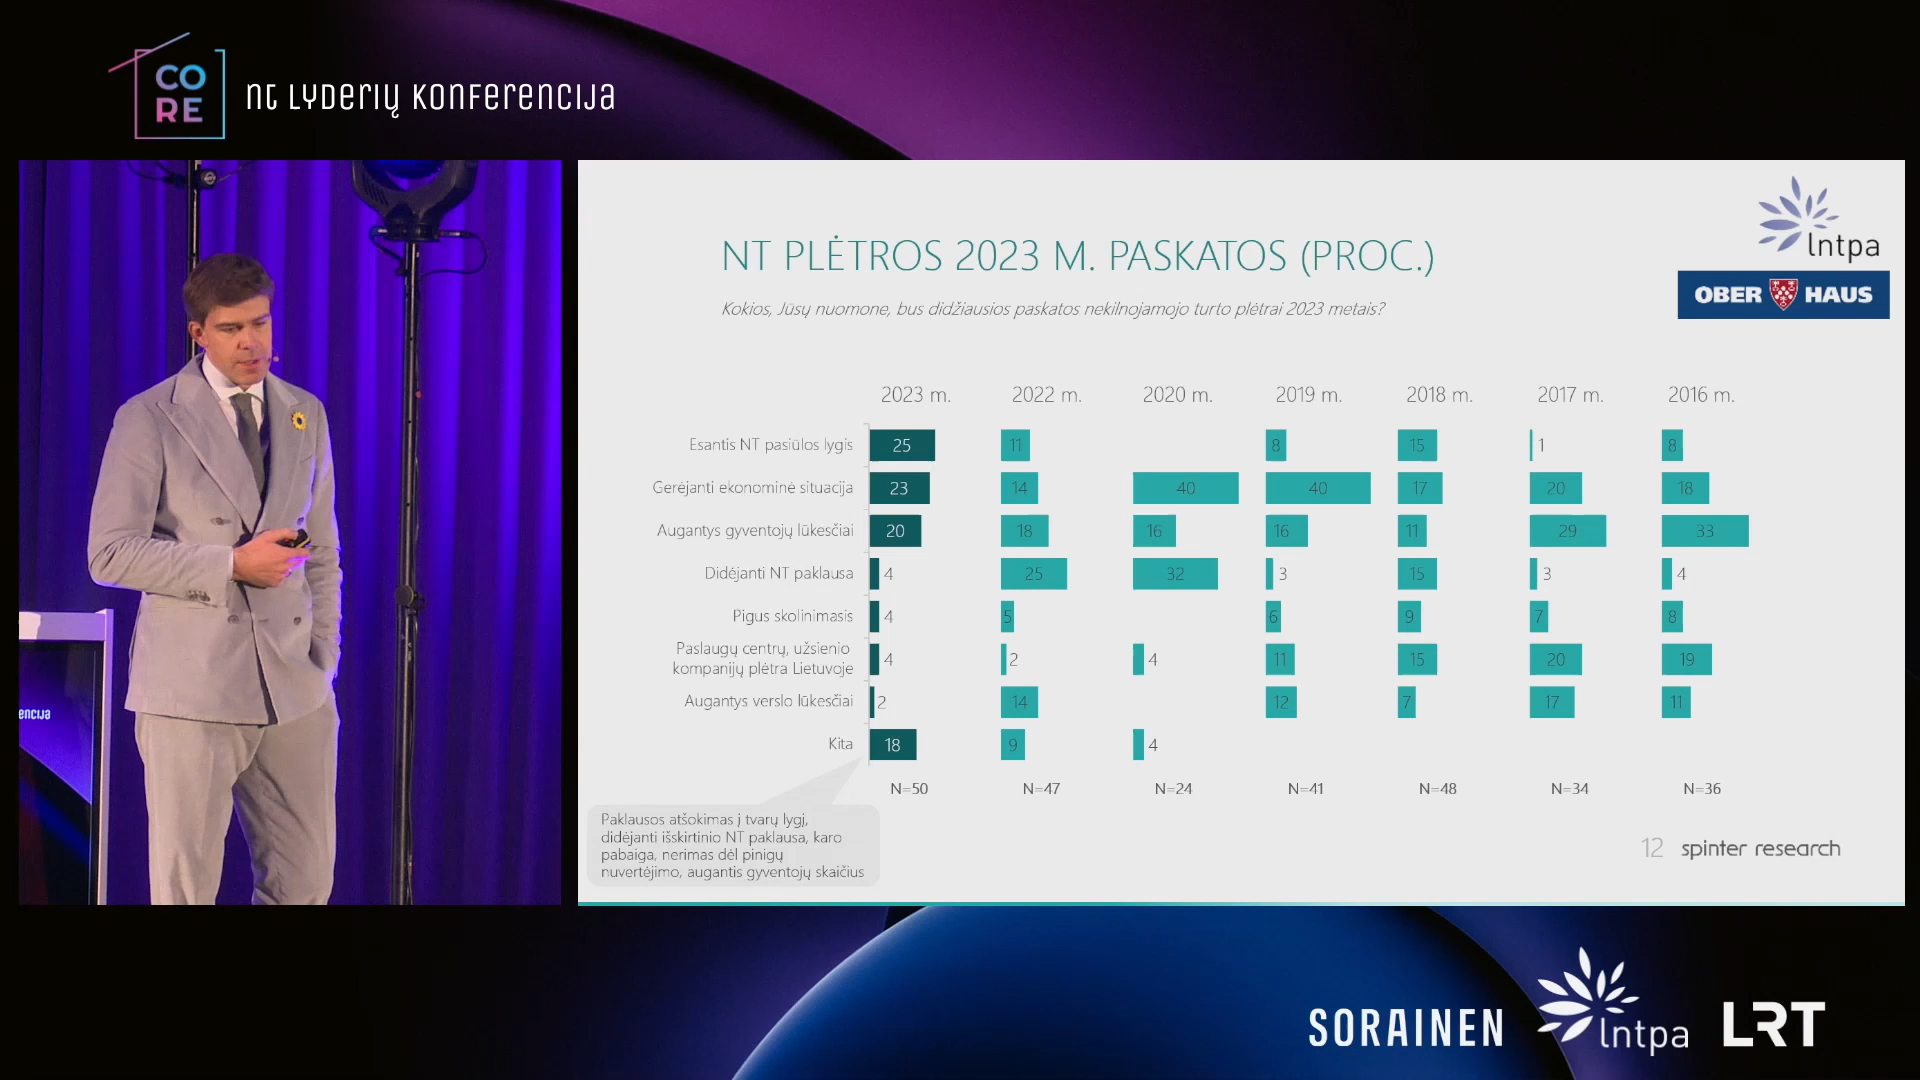 CO
RE
nt Lyderių Konferencija
encija
NT PLĖTROS 2023 M. PASKATOS (PROC.)
Kokios, Jūsų nuomone, bus didžiausios paskatos nekilnojamojo turto plėtrai 2023 metais?
lntpa
OBER HAUS
2023 m. 2022 m. 2020 m. 2019 m. 2018 m. 2017 m. 2016 m.
Esantis NT pasiūlos lygis 25 11 8 15 1 8
Gerėjanti ekonominė situacija 23 14 40 40 17 20 18
Augantys gyventojų lūkesčiai 20 18 16 16 11 29 33
Didėjanti NT paklausa 4 25 32 3 15 3 4
Pigus skolinimasis 4 5 6 9 7 8
Paslaugų centrų, užsienio
kompanijų plėtra Lietuvoje 4 2 4 11 15 20 19
Augantys verslo lūkesčiai 2 14 12 7 17 11
Kita 18 9 4
N=50 N=47 N=24 N=41 N=48 N=34 N=36
Paklausos atšokimas į tvarų lygį,
didėjanti išskirtinio NT paklausa, karo
pabaiga, nerimas dėl pinigų
nuvertėjimo, augantis gyventojų skaičius
12 spinter research
SORAINEN lntpa LRT